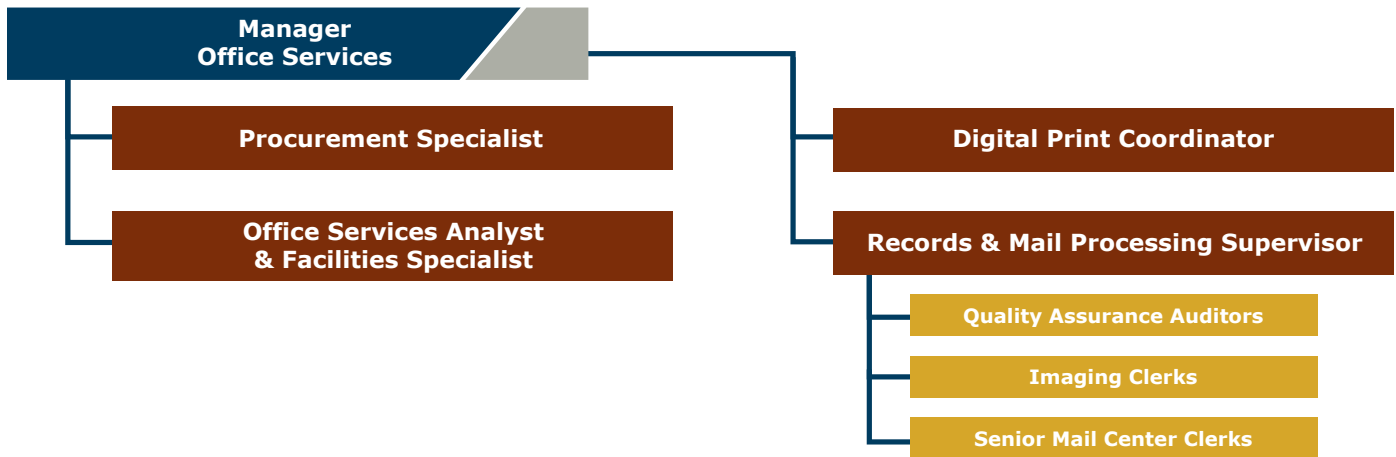 Manager
Office Services
Procurement Specialist
Digital Print Coordinator
Office Services Analyst
& Facilities Specialist
Records & Mail Processing Supervisor
Quality Assurance Auditors
Imaging Clerks
Senior Mail Center Clerks